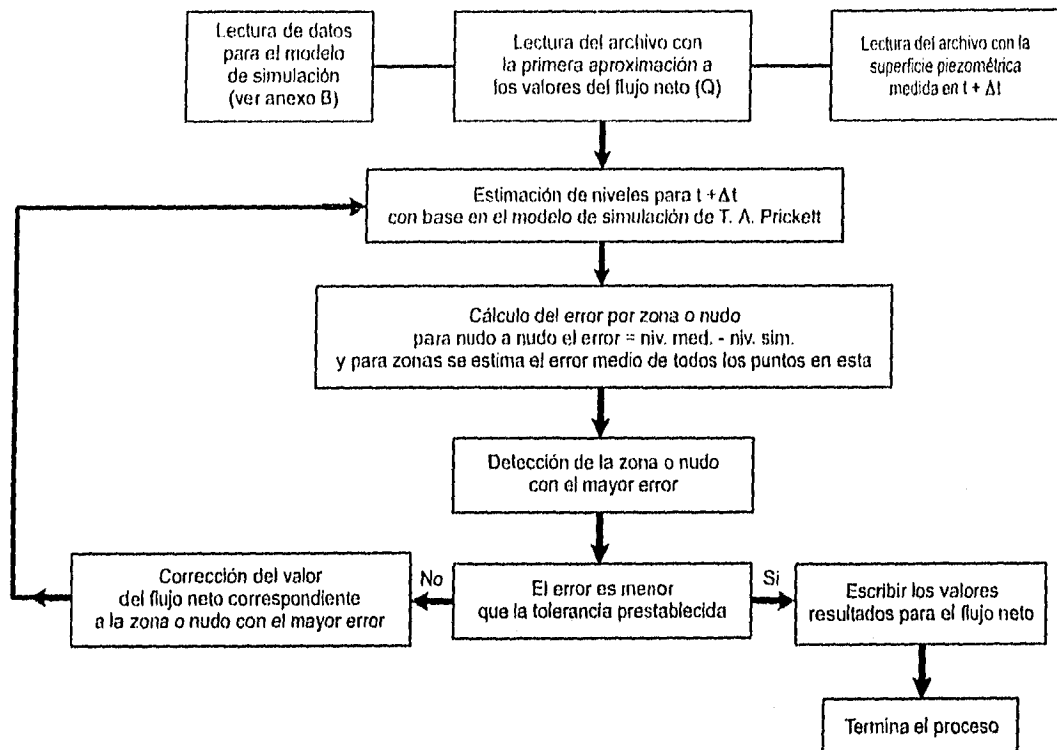 Lectura de datos
para el modelo
de simulación
(ver anexo B)
Lectura del archivo con
la primera aproximación a
los valores del flujo neto (Q)
Lectura del archivo con la
superficie piezométrica
medida en t + Δt
Estimación de niveles para t +Δt
con base en el modelo de simulación de T. A. Prickett
Cálculo del error por zona o nudo
para nudo a nudo el error = niv. med. - niv. sim.
y para zonas se estima el error medio de todos los puntos en esta
Detección de la zona o nudo
con el mayor error
Corrección del valor
del flujo neto correspondiente
a la zona o nudo con el mayor error
No
El error es menor
que la tolerancia prestablecida
Si
Escribir los valores
resultados para el flujo neto
Termina el proceso